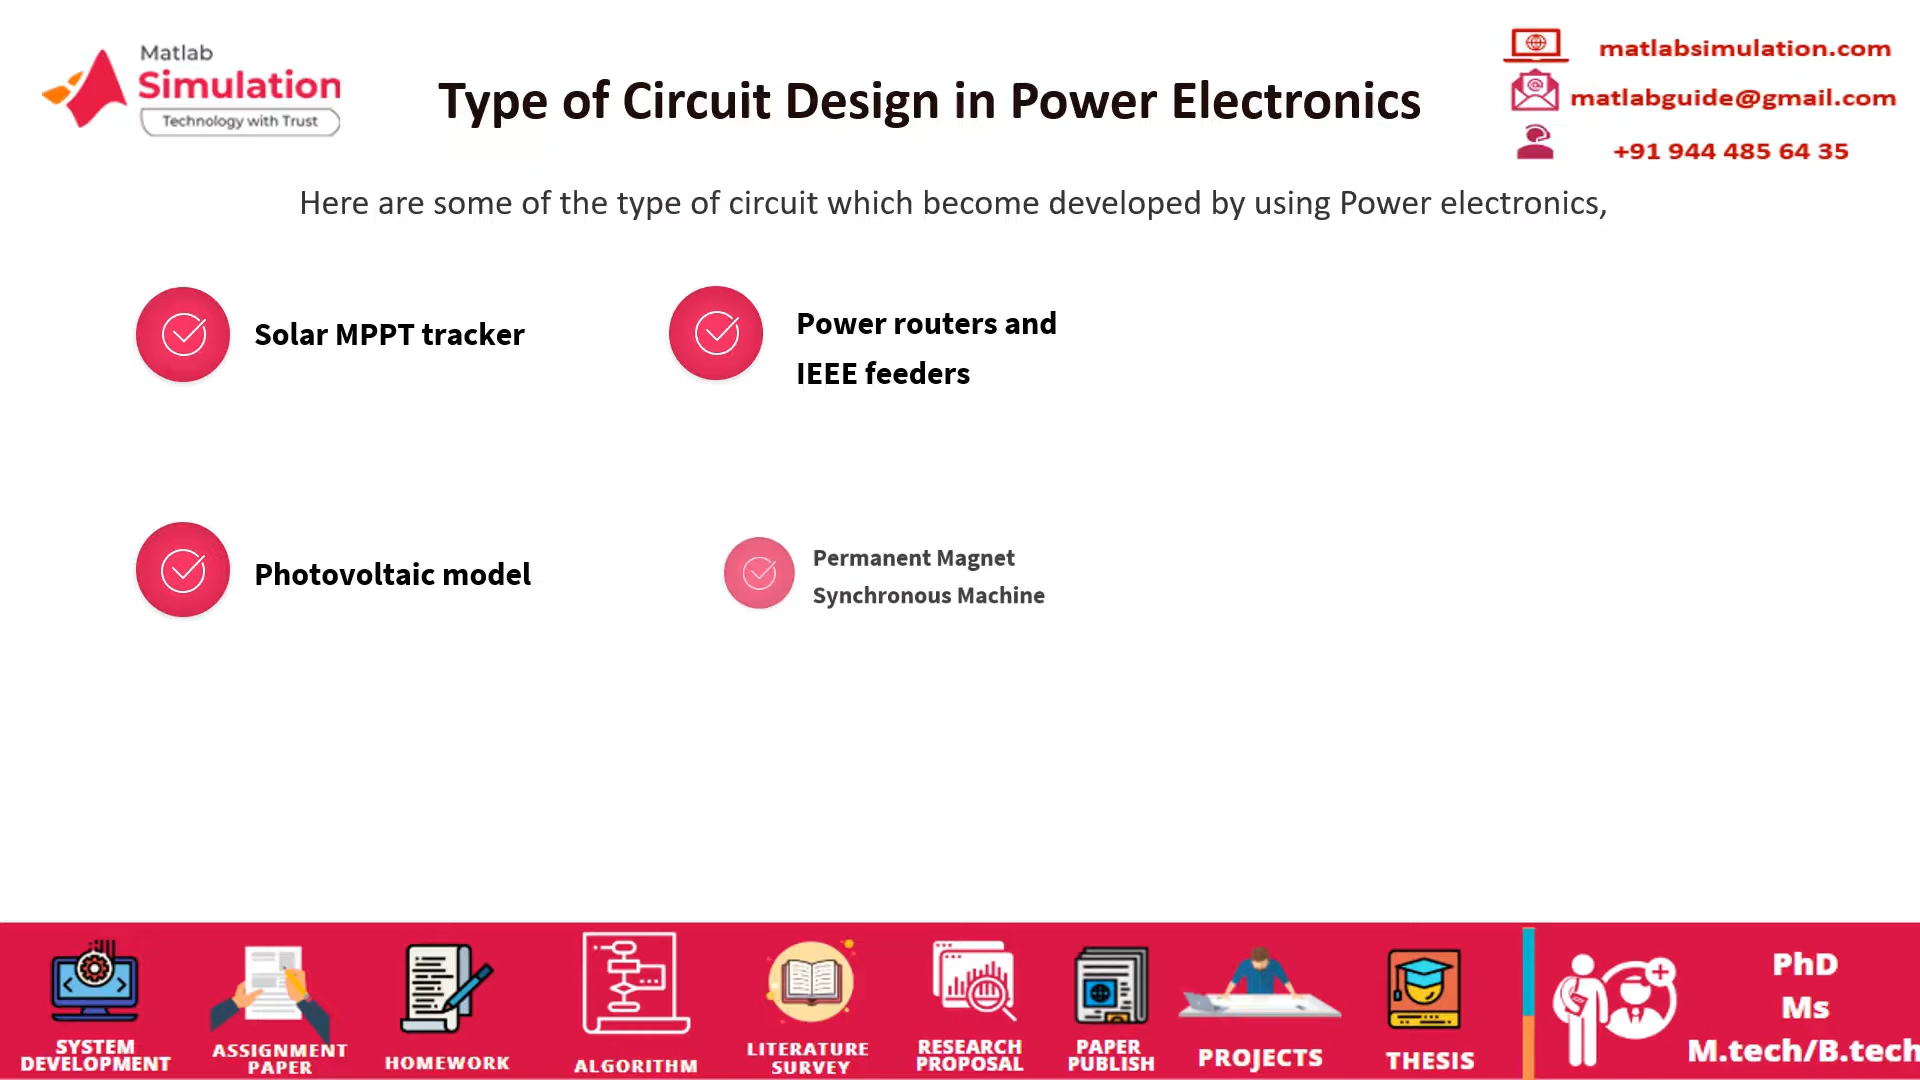 Matlab
Simulation
Technology with Trust
Type of Circuit Design in Power Electronics
matlabsimulation.com
matlabguide@gmail.com
+91 944 485 64 35
Here are some of the type of circuit which become developed by using Power electronics,
Solar MPPT tracker
Power routers and
IEEE feeders
Photovoltaic model
Permanent Magnet
Synchronous Machine
SYSTEM
DEVELOPMENT
ASSIGNMENT
PAPER
HOMEWORK
ALGORITHM
LITERATURE
SURVEY
RESEARCH
PROPOSAL
PAPER
PUBLISH
PROJECTS
THESIS
PhD
Ms
M.tech/B.tech